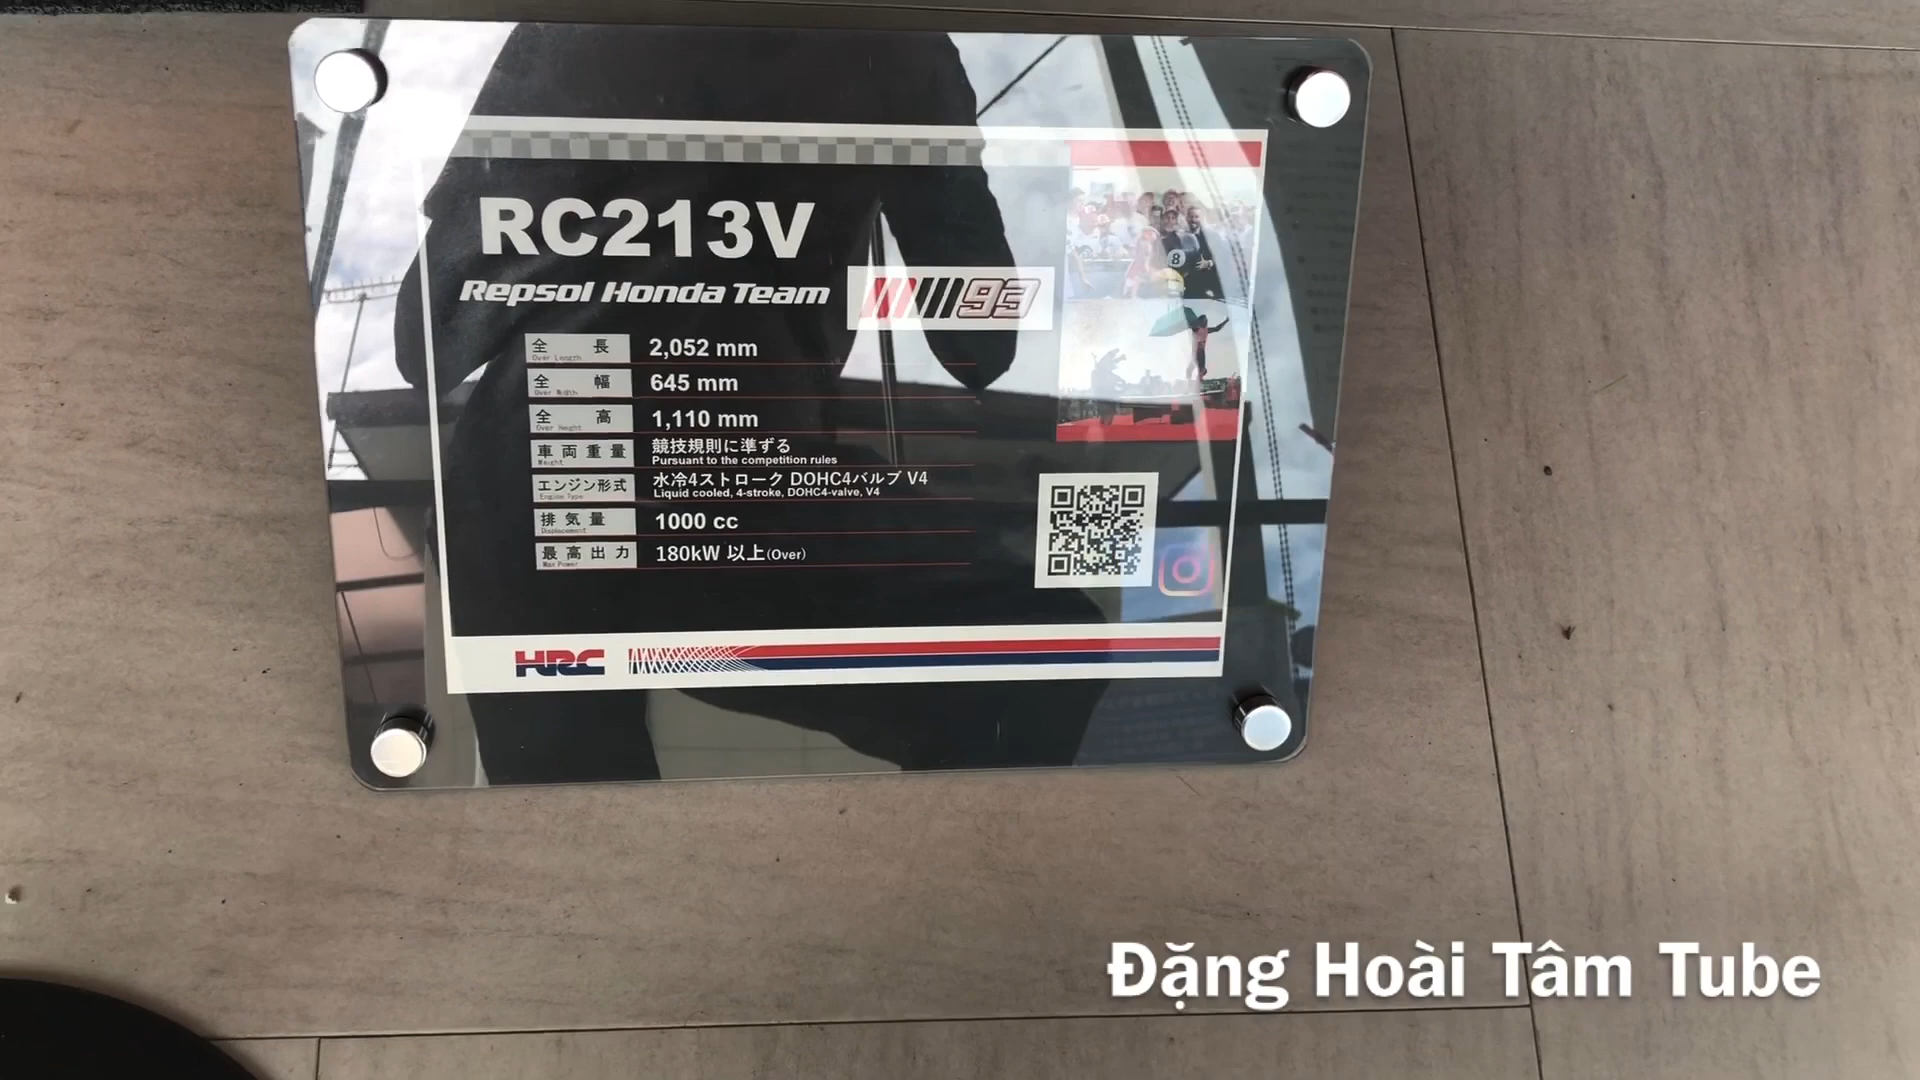 RC213V
Repsol Honda Team
MM93
8
全長 2,052 mm
Over Length
全幅 645 mm
Over Width
全高 1,110 mm
Over Height
車両重量 競技規則に準ずる
Weight Pursuant to the competition rules
エンジン形式 水冷4ストローク DOHC4バルブ V4
Engine Type Liquid cooled, 4-stroke, DOHC4-valve, V4
排気量 1000 cc
Displacement
最高出力 180kW 以上(Over)
Max Power
HRC
Đặng Hoài Tâm Tube